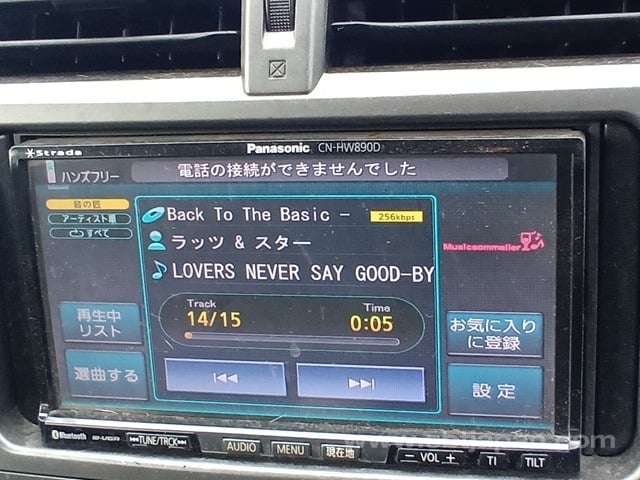 Strada
Panasonic CN-HW890D
ハンズフリー
電話の接続ができませんでした
音の匠
アーティスト順
すべて
Back To The Basic -
256kbps
ラッツ & スター
Musicsommelier
LOVERS NEVER SAY GOOD-BY
Track
14/15
Time
0:05
再生中
リスト
お気に入り
に登録
選曲する
設定
Bluetooth
TUNE/TRCK
AUDIO
MENU
現在地
− VOL +
TI
TILT